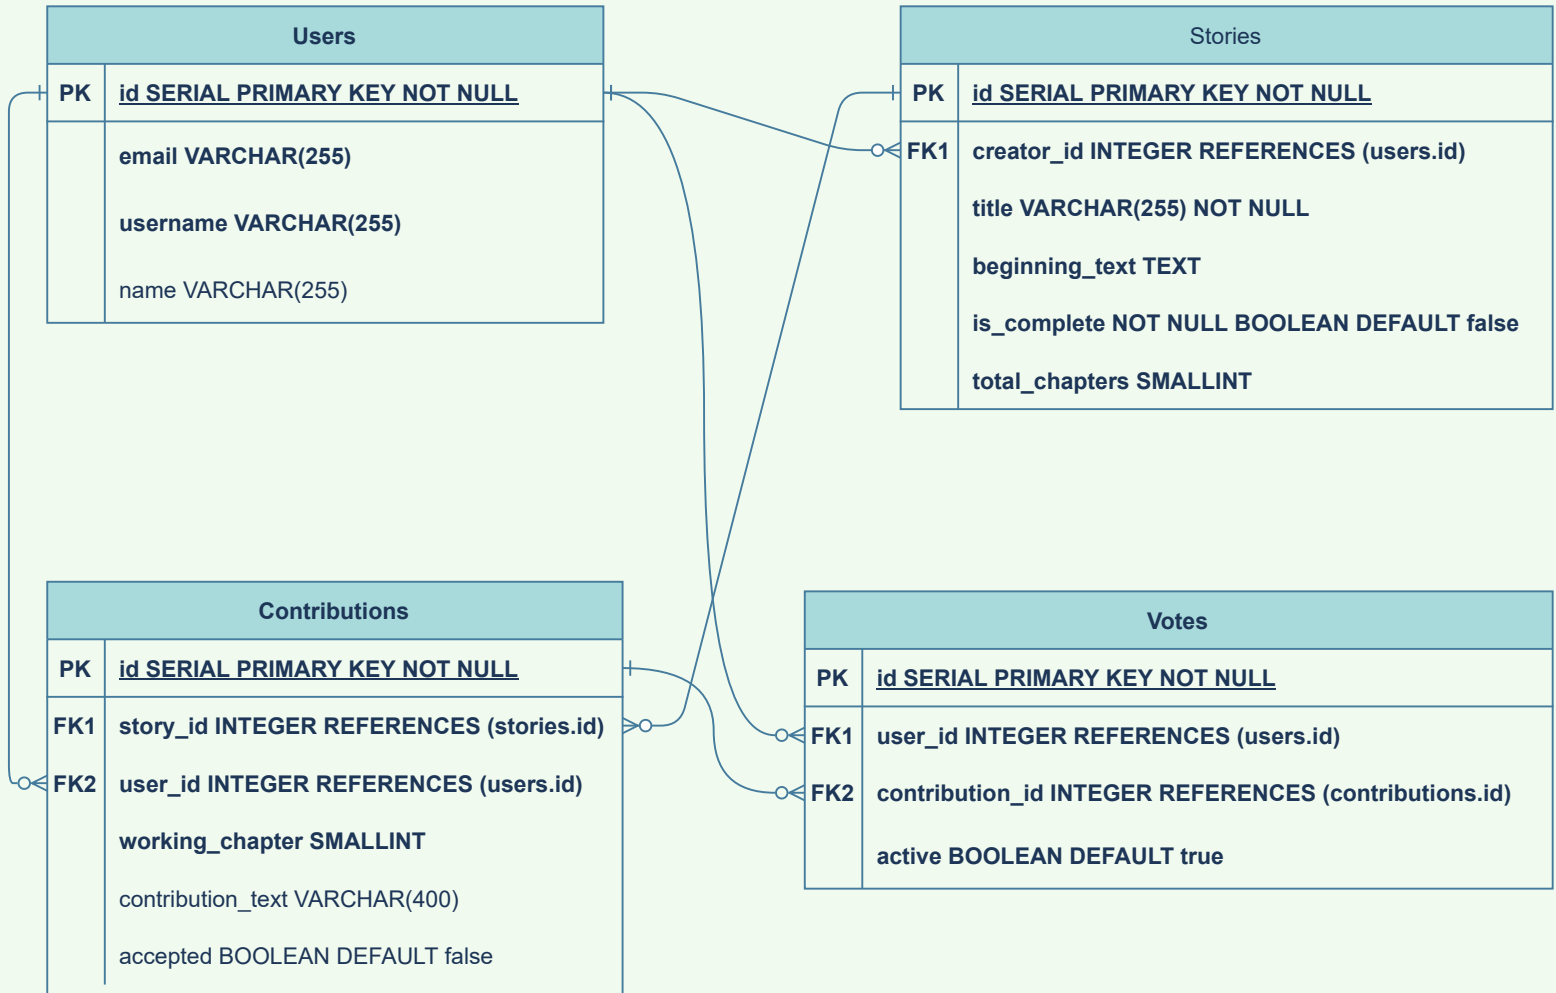 Users
PK id SERIAL PRIMARY KEY NOT NULL
email VARCHAR(255)
username VARCHAR(255)
name VARCHAR(255)
Stories
PK id SERIAL PRIMARY KEY NOT NULL
FK1 creator_id INTEGER REFERENCES (users.id)
title VARCHAR(255) NOT NULL
beginning_text TEXT
is_complete NOT NULL BOOLEAN DEFAULT false
total_chapters SMALLINT
Contributions
PK id SERIAL PRIMARY KEY NOT NULL
FK1 story_id INTEGER REFERENCES (stories.id)
FK2 user_id INTEGER REFERENCES (users.id)
working_chapter SMALLINT
contribution_text VARCHAR(400)
accepted BOOLEAN DEFAULT false
Votes
PK id SERIAL PRIMARY KEY NOT NULL
FK1 user_id INTEGER REFERENCES (users.id)
FK2 contribution_id INTEGER REFERENCES (contributions.id)
active BOOLEAN DEFAULT true